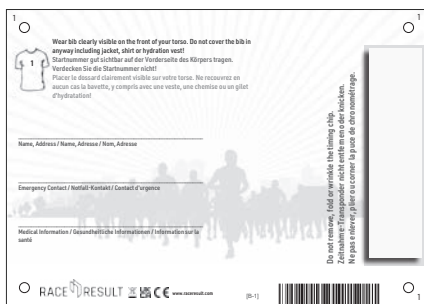 1
1
Wear bib clearly visible on the front of your torso. Do not cover the bib in
anyway including jacket, shirt or hydration vest!
Startnummer gut sichtbar auf der Vorderseite des Körpers tragen.
Verdecken Sie die Startnummer nicht!
Placer le dossard clairement visible sur votre torse. Ne recouvrez en
aucun cas la bavette, y compris avec une veste, une chemise ou un gilet
d'hydratation!
1
Name, Address / Name, Adresse / Nom, Adresse
Emergency Contact / Notfall-Kontakt / Contact d'urgence
Medical Information / Gesundheitliche Informationen / Information sur la
santé
Do not remove, fold or wrinkle the timing chip.
Zeitnahme-Transponder nicht entfernen oder knicken.
Ne pas enlever, plier ou corner la puce de chronométrage.
RACE RESULT CE www.raceresult.com
[B-1]
1